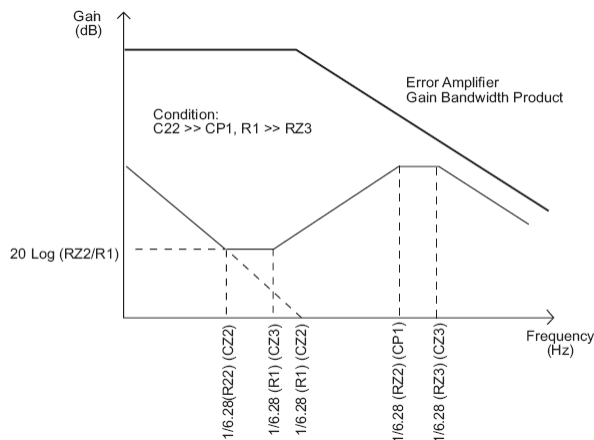 Gain
(dB)
Error Amplifier
Gain Bandwidth Product
Condition:
C22 >> CP1, R1 >> RZ3
20 Log (RZ2/R1)
Frequency
(Hz)
1/6.28(R22) (CZ2)
1/6.28 (R1) (CZ3)
1/6.28 (R1) (CZ2)
1/6.28 (RZ2) (CP1)
1/6.28 (RZ3) (CZ3)